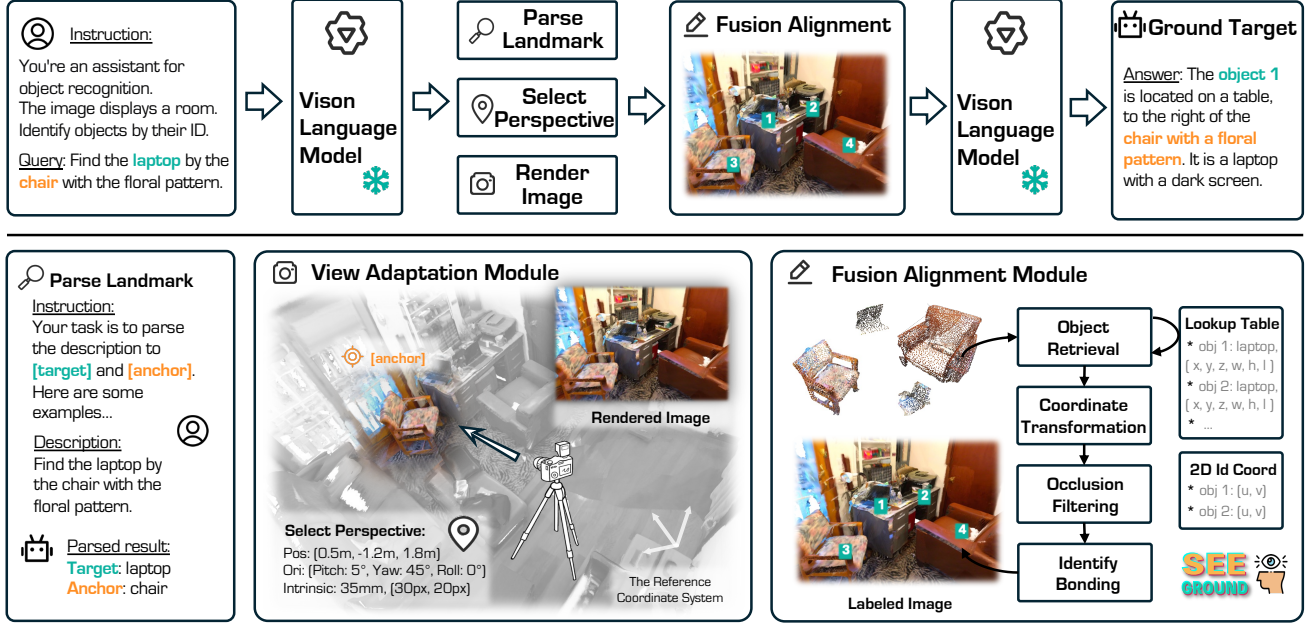 Instruction:
You're an assistant for
object recognition.
The image displays a room.
Identify objects by their ID.
Query: Find the laptop by the
chair with the floral pattern.
Vison
Language
Model
Parse
Landmark
Select
Perspective
Render
Image
Fusion Alignment
1
2
3
4
Vison
Language
Model
Ground Target
Answer: The object 1
is located on a table,
to the right of the
chair with a floral
pattern. It is a laptop
with a dark screen.
Parse Landmark
Instruction:
Your task is to parse
the description to
[target] and [anchor].
Here are some
examples...
Description:
Find the laptop by
the chair with the
floral pattern.
Parsed result:
Target: laptop
Anchor: chair
View Adaptation Module
[anchor]
Rendered Image
Select Perspective:
Pos: (0.5m, -1.2m, 1.8m)
Ori: (Pitch: 5°, Yaw: 45°, Roll: 0°)
Intrinsic: 35mm, (30px, 20px)
The Reference
Coordinate System
Fusion Alignment Module
Object
Retrieval
Coordinate
Transformation
Occlusion
Filtering
Identify
Bonding
Lookup Table
* obj 1: laptop,
[ x, y, z, w, h, l ]
* obj 2: laptop,
[ x, y, z, w, h, l ]
* ...
2D Id Coord
* obj 1: (u, v)
* obj 2: (u, v)
1
2
3
4
Labeled Image
SEE
GROUND